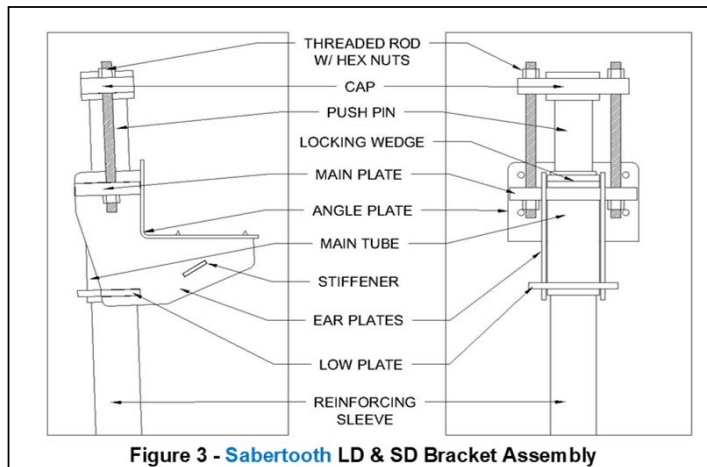 THREADED ROD
W/ HEX NUTS
CAP
PUSH PIN
LOCKING WEDGE
MAIN PLATE
ANGLE PLATE
MAIN TUBE
STIFFENER
EAR PLATES
LOW PLATE
REINFORCING
SLEEVE
Figure 3 - Sabertooth LD & SD Bracket Assembly